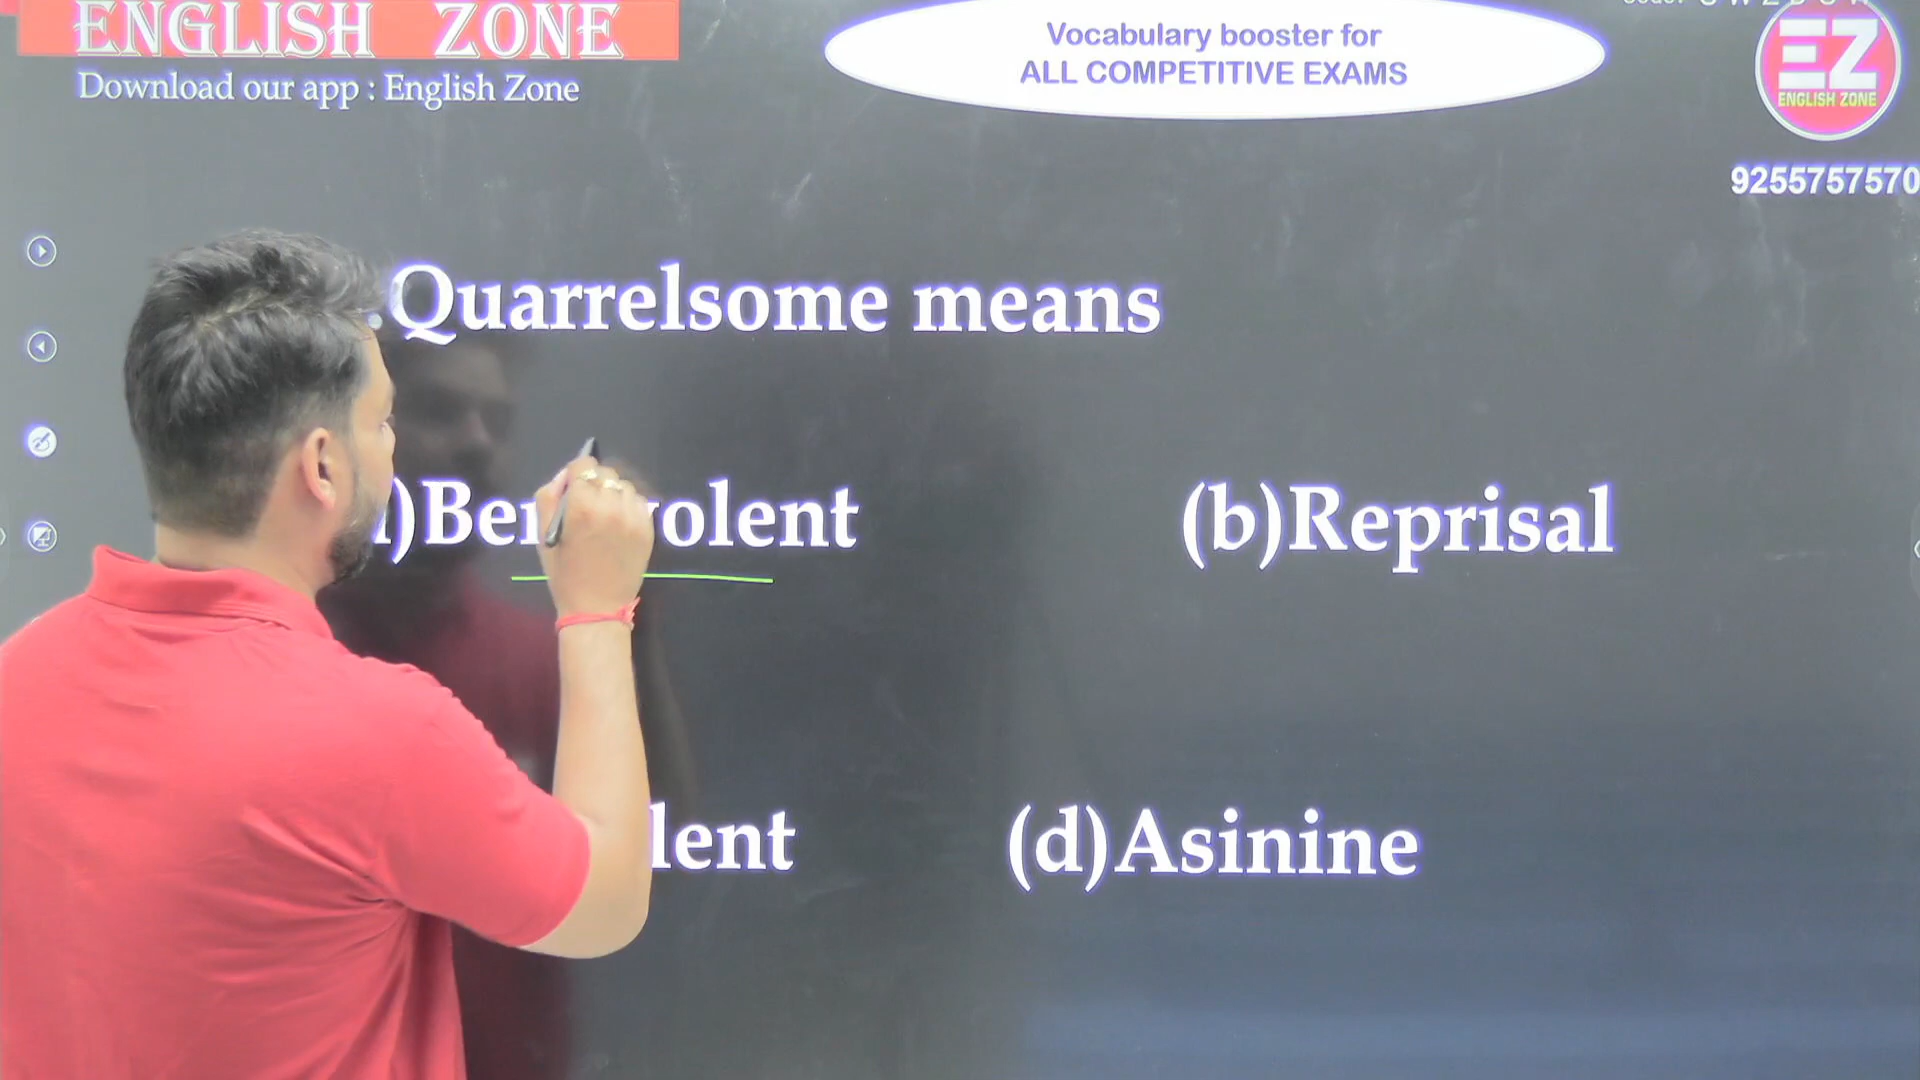 ENGLISH ZONE
Download our app : English Zone
Vocabulary booster for
ALL COMPETITIVE EXAMS
EZ
ENGLISH ZONE
9255757570
.Quarrelsome means
(b)Reprisal
(d)Asinine